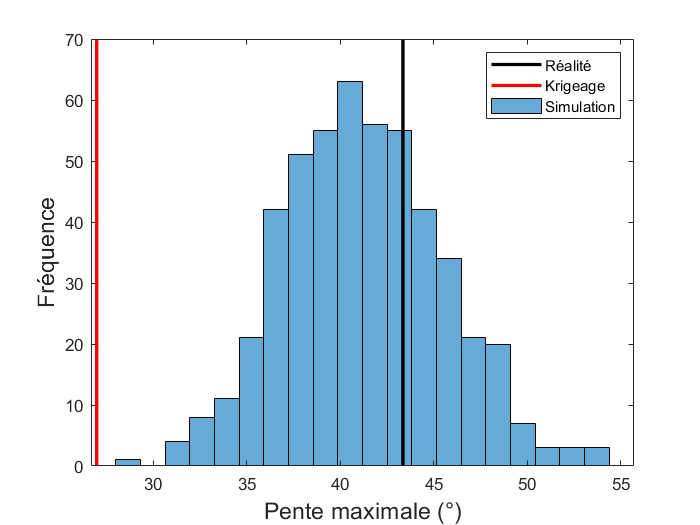 70
60
50
40
30
20
10
0
Fréquence
Réalité
Krigeage
Simulation
30 35 40 45 50 55
Pente maximale (°)